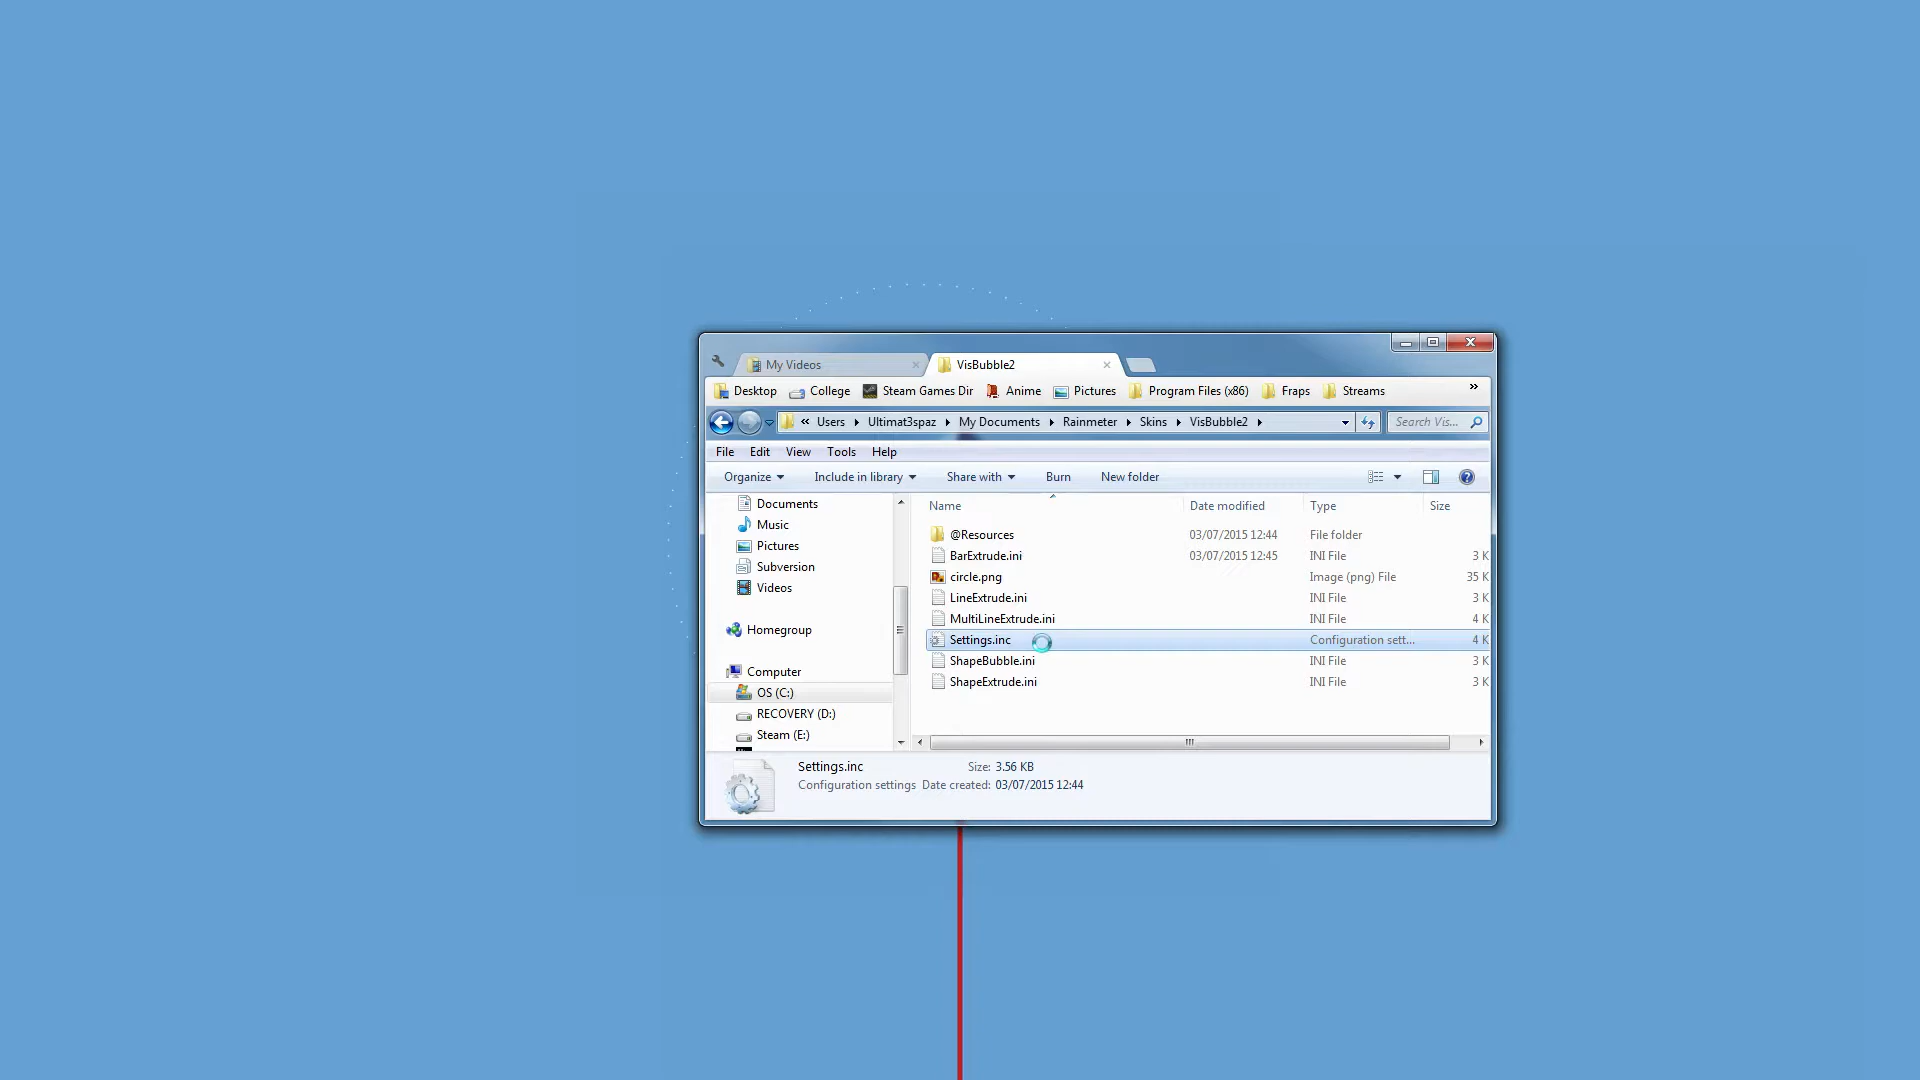 My Videos
VisBubble2
Desktop College Steam Games Dir Anime Pictures Program Files (x86) Fraps Streams »
« Users Ultimat3spaz My Documents Rainmeter Skins VisBubble2 Search Vis...
File Edit View Tools Help
Organize Include in library Share with Burn New folder
Documents
Music
Pictures
Subversion
Videos
Homegroup
Computer
OS (C:)
RECOVERY (D:)
Steam (E:)
Name Date modified Type Size
@Resources 03/07/2015 12:44 File folder
BarExtrude.ini 03/07/2015 12:45 INI File 3 K
circle.png Image (png) File 35 K
LineExtrude.ini INI File 3 K
MultiLineExtrude.ini INI File 4 K
Settings.inc Configuration sett... 4 K
ShapeBubble.ini INI File 3 K
ShapeExtrude.ini INI File 3 K
Settings.inc Size: 3.56 KB
Configuration settings Date created: 03/07/2015 12:44